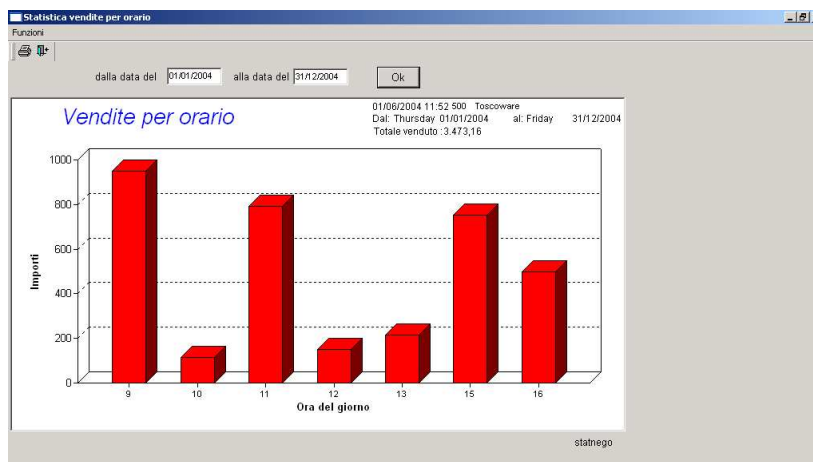 Statistica vendite per orario
Funzioni
dalla data del 01/01/2004 alla data del 31/12/2004 Ok
Vendite per orario
01/06/2004 11:52 500 Toscoware
Dal: Thursday 01/01/2004 al: Friday 31/12/2004
Totale venduto :3.473,16
1000
800
600
400
200
0
Importi
9 10 11 12 13 15 16
Ora del giorno
statnego